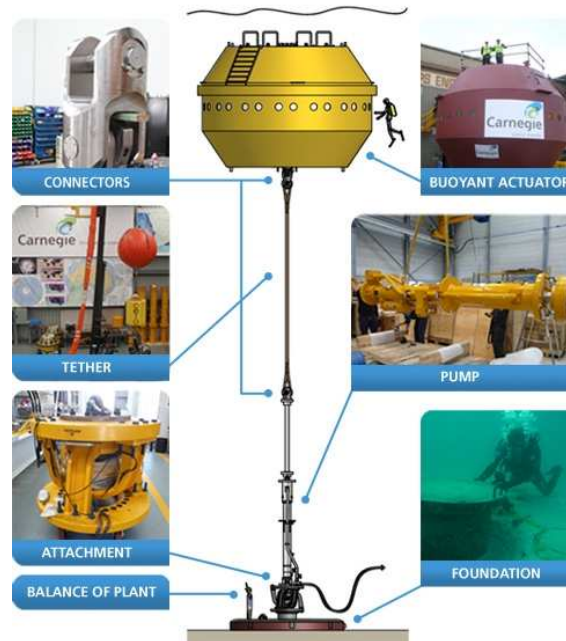 CONNECTORS
BUOYANT ACTUATOR
Carnegie
Carnegie
TETHER
PUMP
ATTACHMENT
BALANCE OF PLANT
FOUNDATION